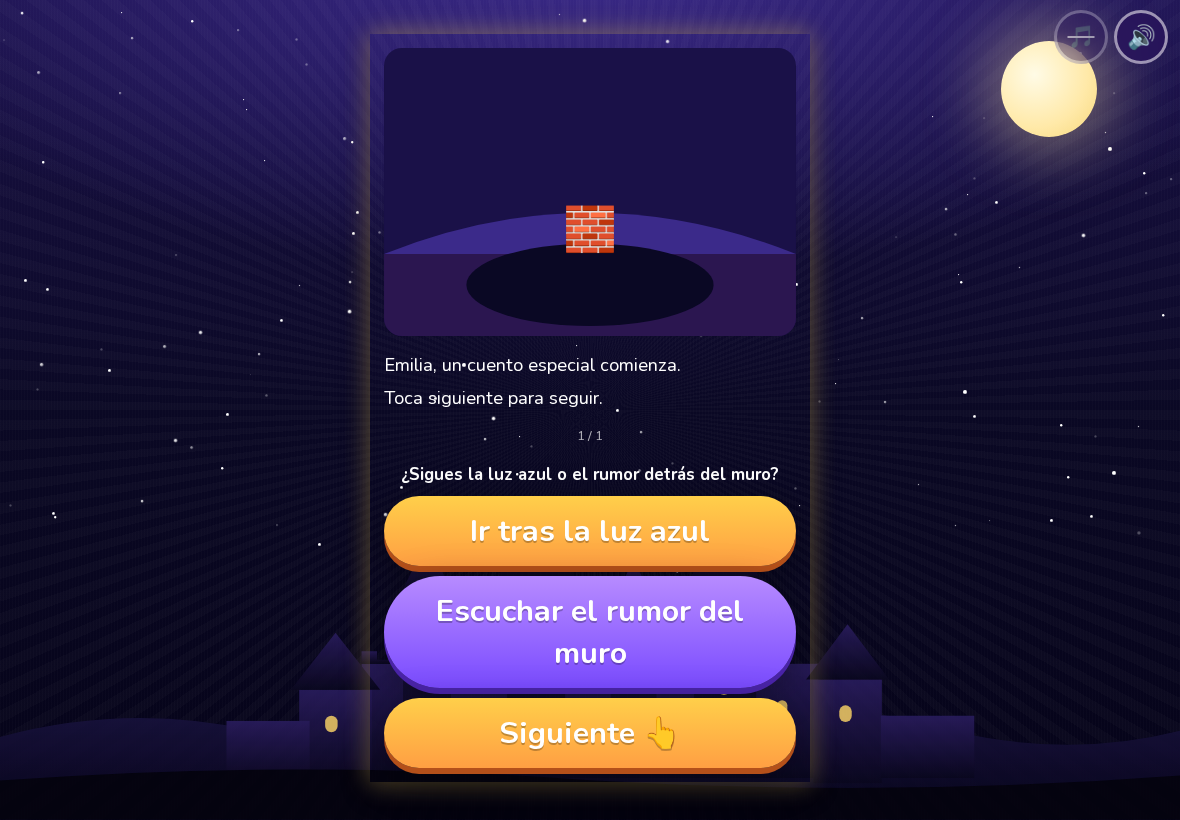 Emilia, un cuento especial comienza.
Toca siguiente para seguir.
1 / 1
¿Sigues la luz azul o el rumor detrás del muro?
Ir tras la luz azul
Escuchar el rumor del
muro
Siguiente 👆